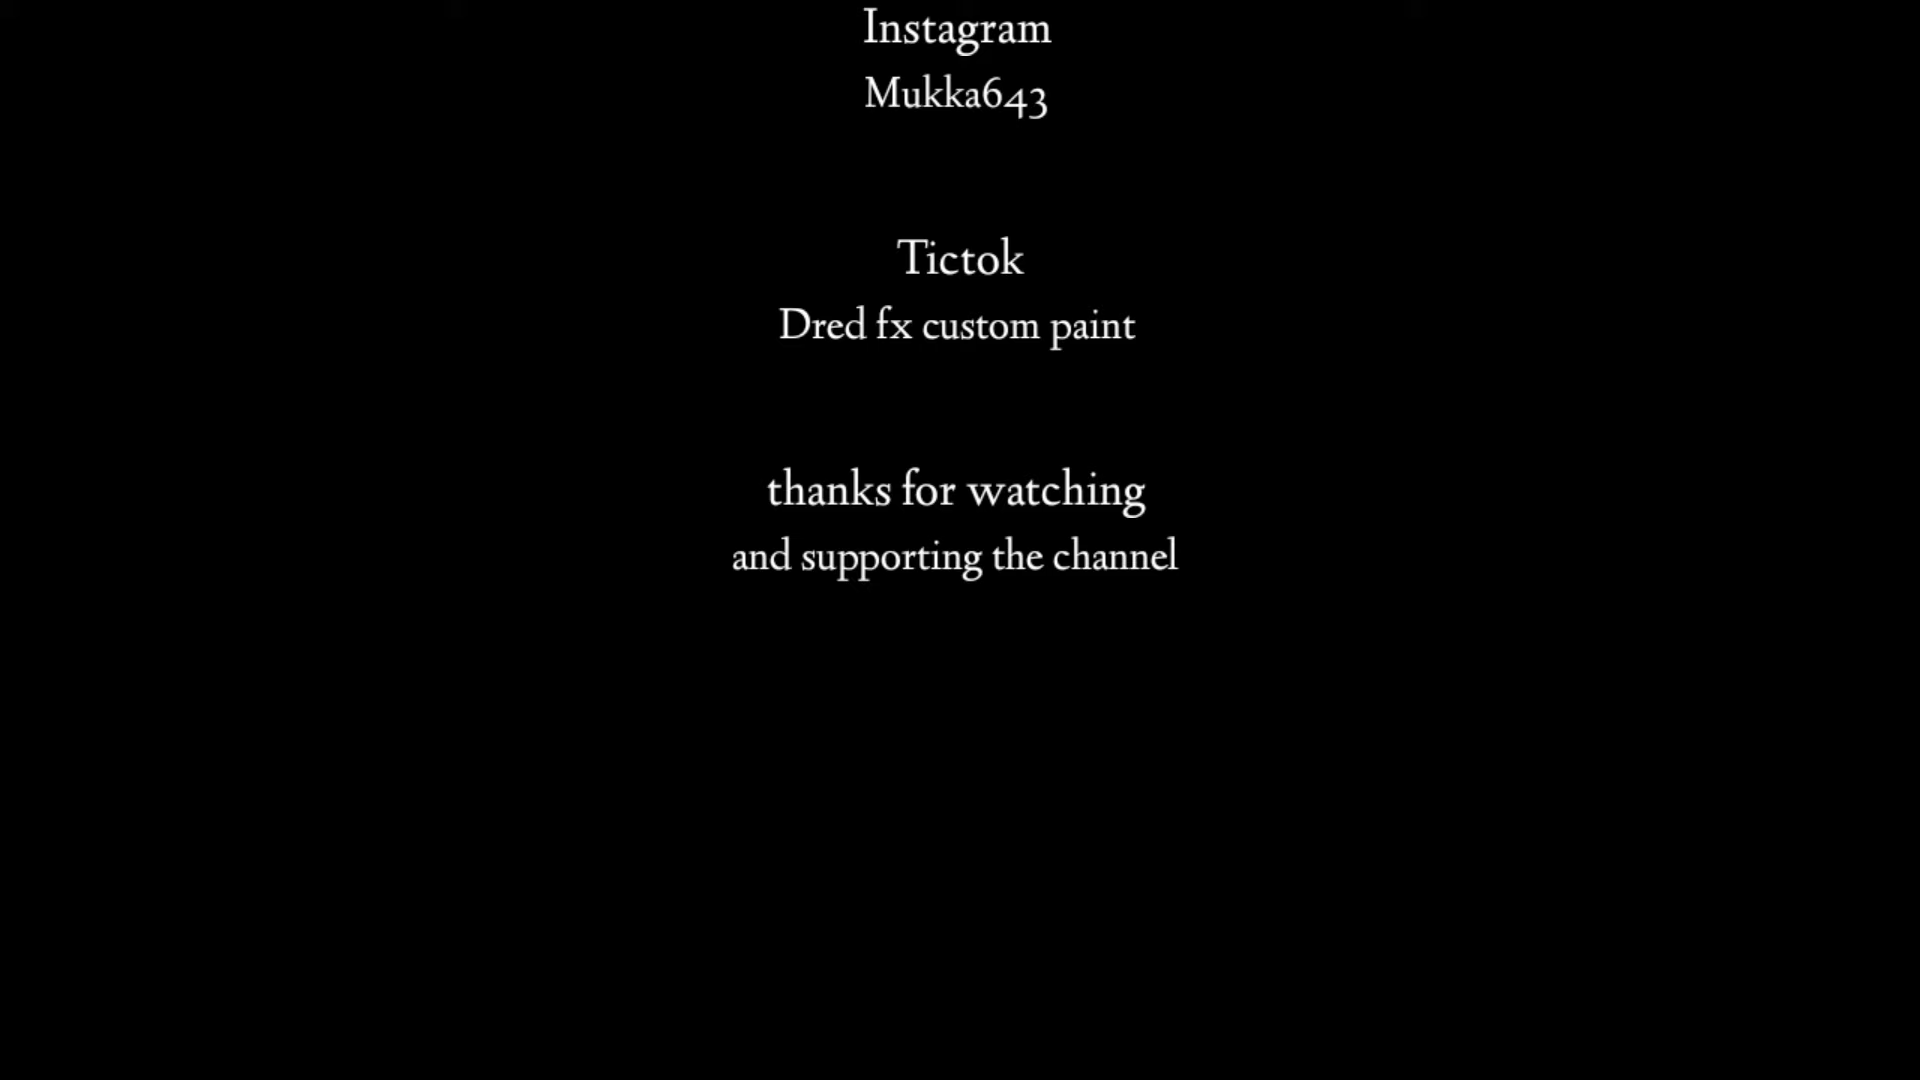 Instagram
Mukka643
Tictok
Dred fx custom paint
thanks for watching
and supporting the channel